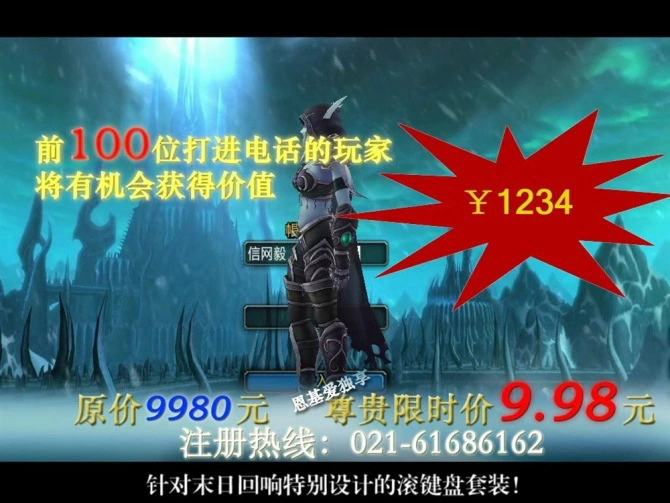 前100位打进电话的玩家
将有机会获得价值
￥1234
帐
信网毅
恩基爱独享
原价9980元 尊贵限时价9.98元
注册热线：021-61686162
针对末日回响特别设计的滚键盘套装！